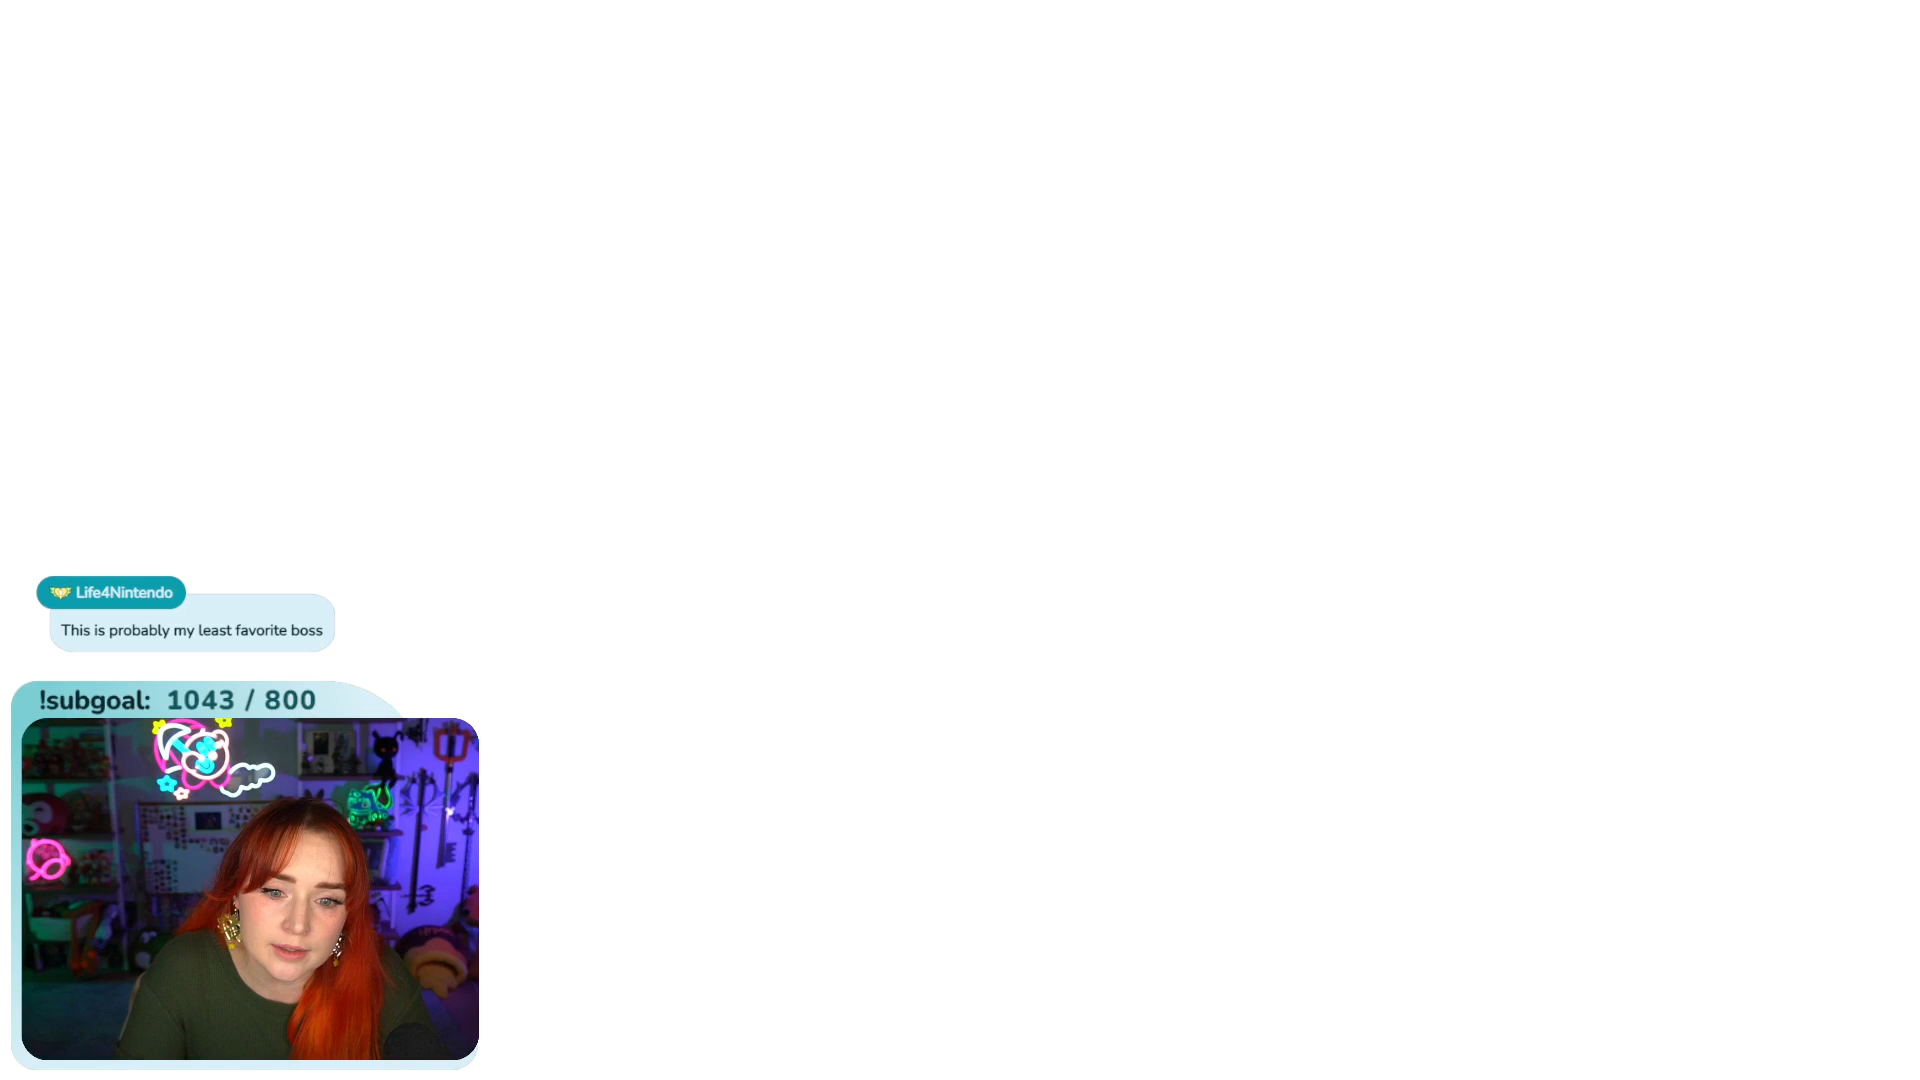 Life4Nintendo
This is probably my least favorite boss
!subgoal: 1043 / 800